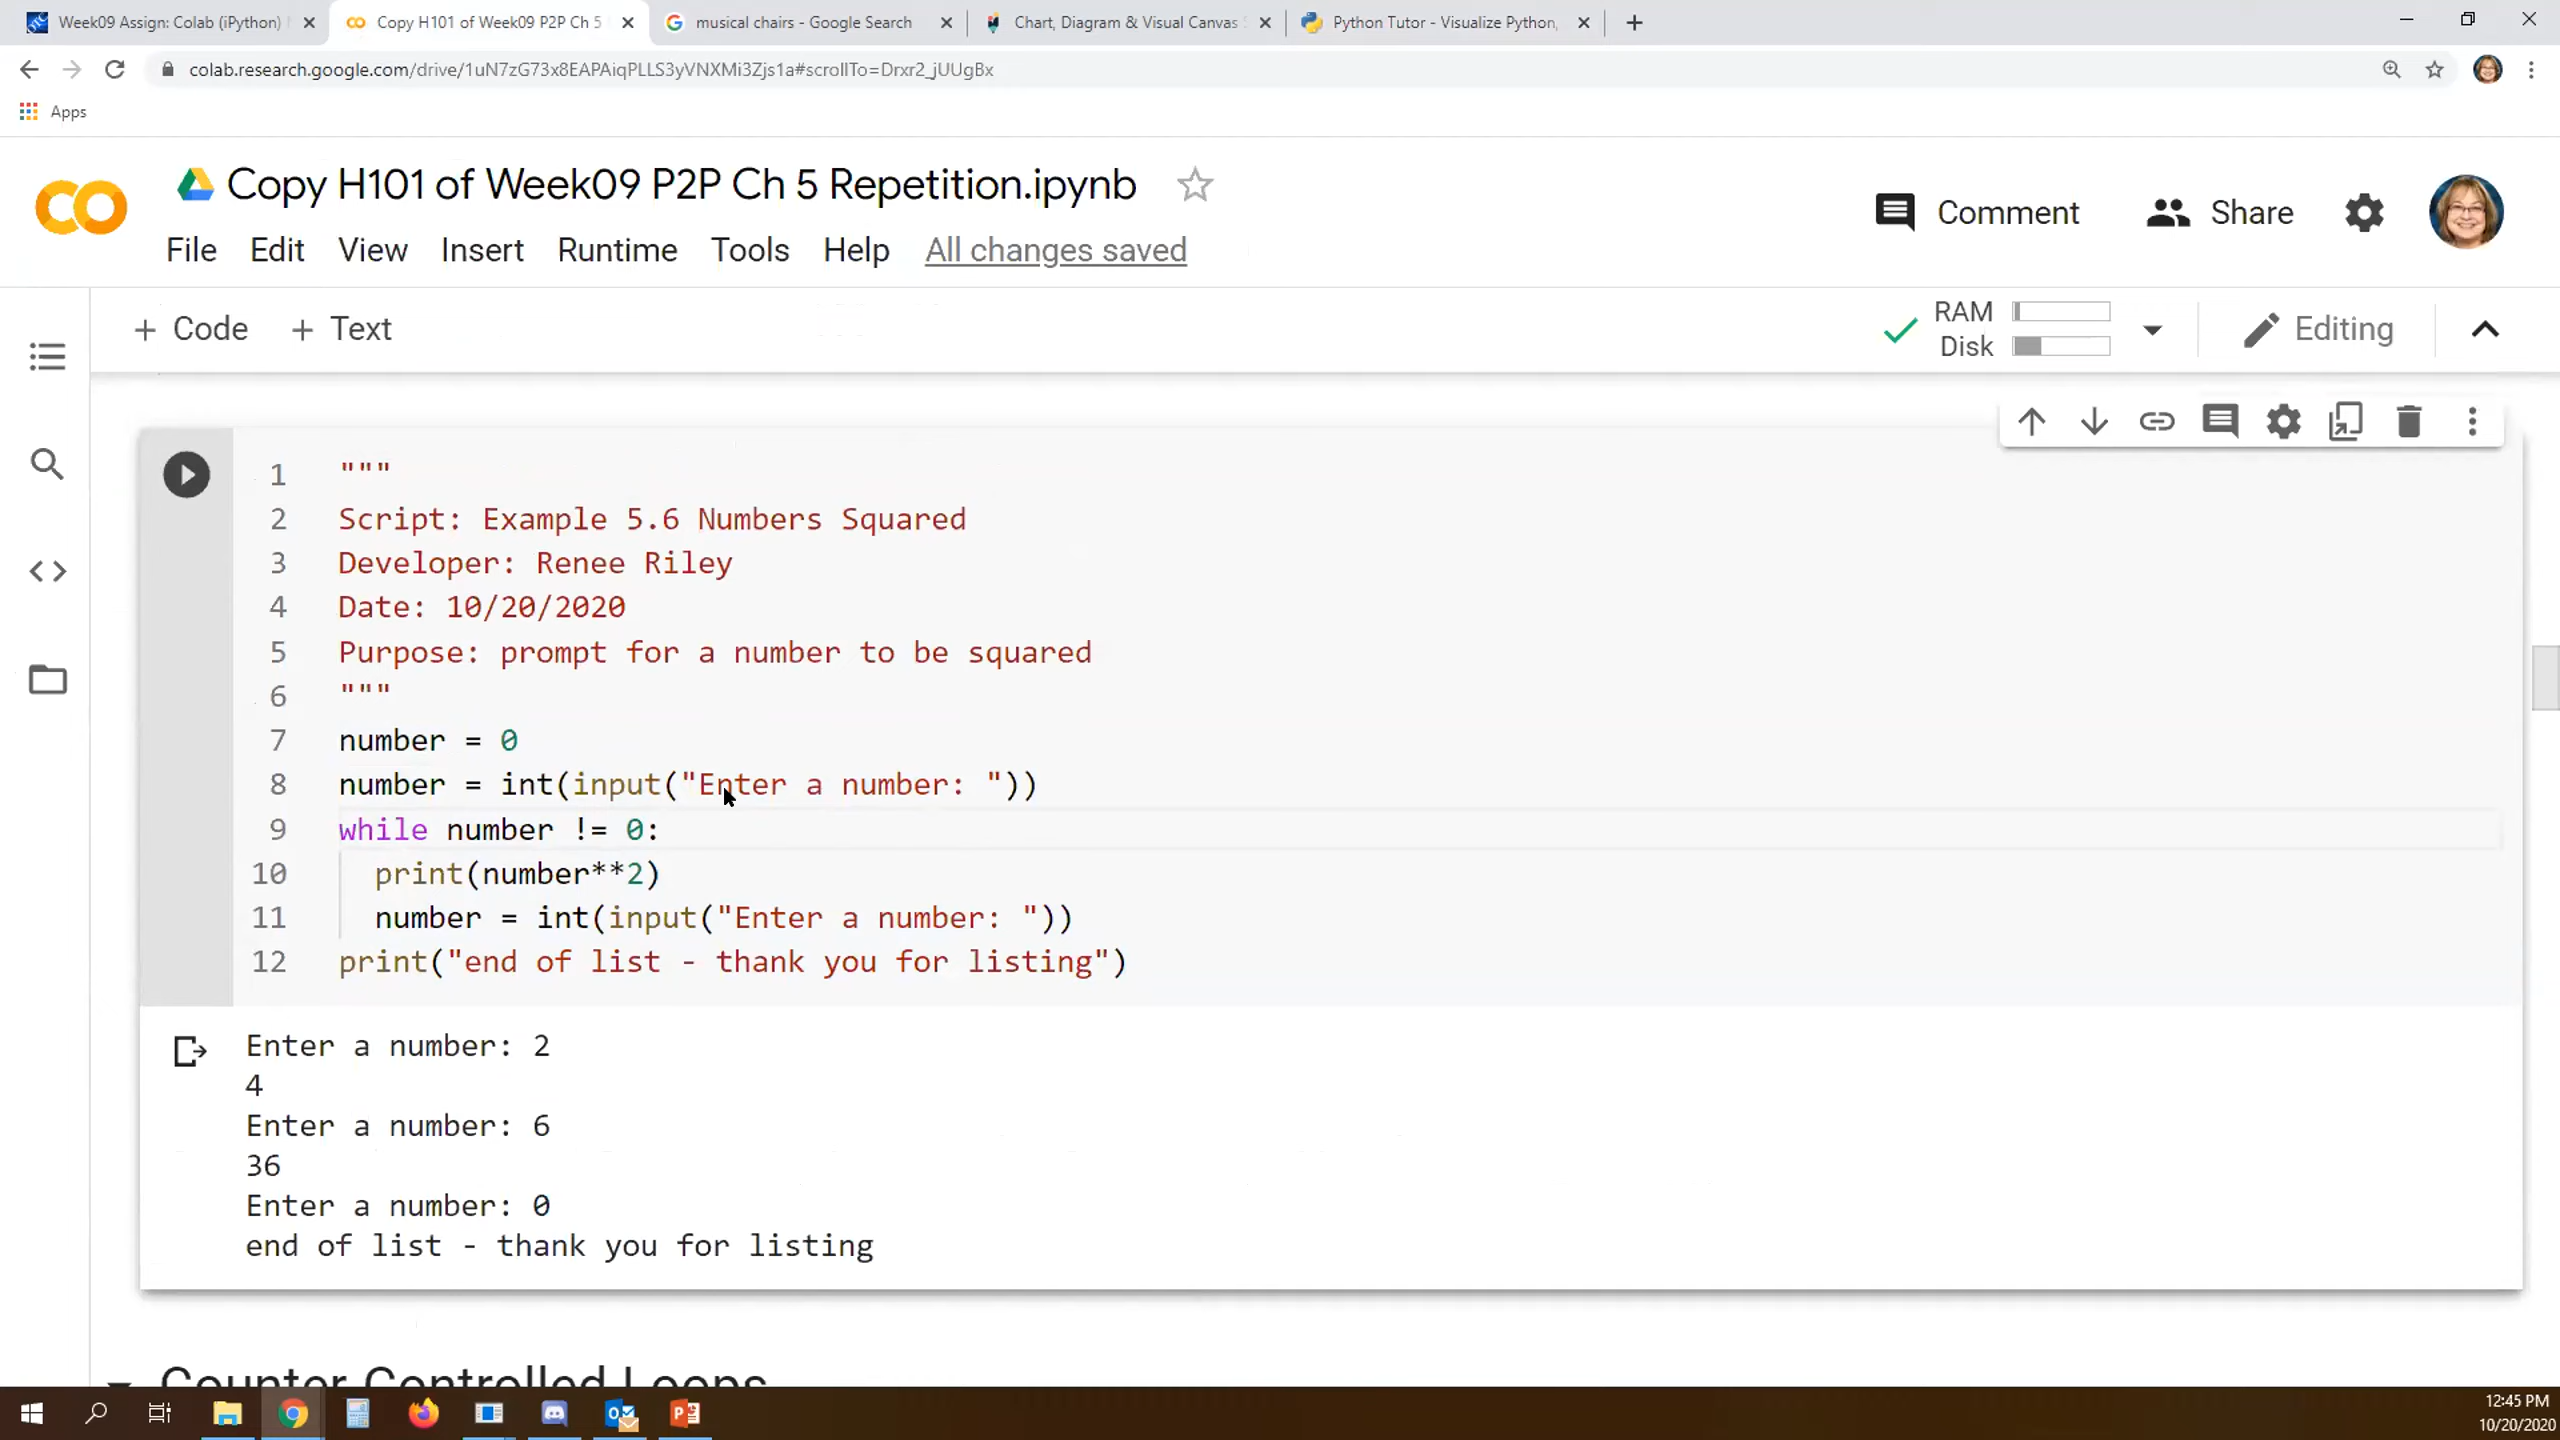 Week09 Assign: Colab (iPython)
Copy H101 of Week09 P2P Ch 5
musical chairs - Google Search
Chart, Diagram & Visual Canvas
Python Tutor - Visualize Python,
colab.research.google.com/drive/1uN7zG73x8EAPAiqPLLS3yVNXMi3Zjs1a#scrollTo=Drxr2_jUUgBx
Apps
Copy H101 of Week09 P2P Ch 5 Repetition.ipynb
Comment
Share
File Edit View Insert Runtime Tools Help All changes saved
+ Code + Text
RAM
Disk
Editing
1 """
2 Script: Example 5.6 Numbers Squared
3 Developer: Renee Riley
4 Date: 10/20/2020
5 Purpose: prompt for a number to be squared
6 """
7 number = 0
8 number = int(input("Enter a number: "))
9 while number != 0:
10 print(number**2)
11 number = int(input("Enter a number: "))
12 print("end of list - thank you for listing")
Enter a number: 2
4
Enter a number: 6
36
Enter a number: 0
end of list - thank you for listing
Counter Controlled Loops
12:45 PM
10/20/2020